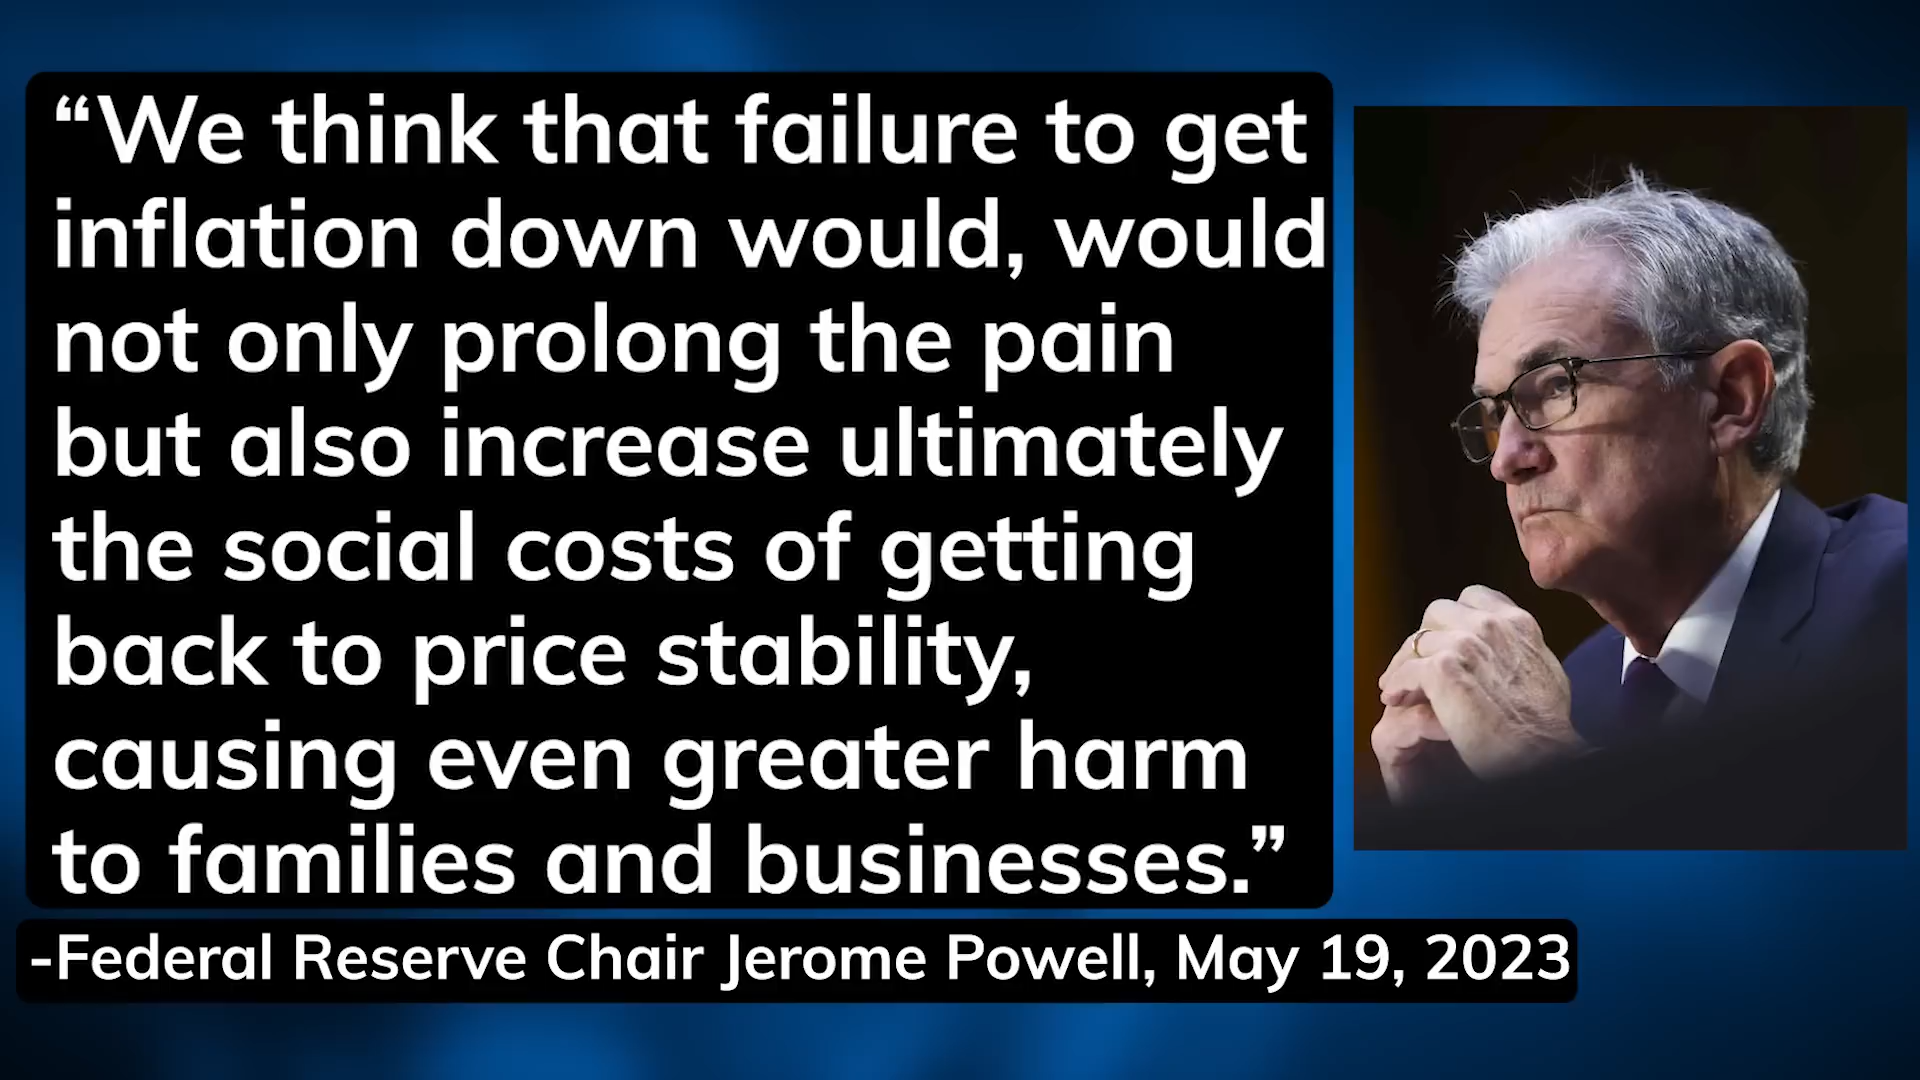 “We think that failure to get
inflation down would, would
not only prolong the pain
but also increase ultimately
the social costs of getting
back to price stability,
causing even greater harm
to families and businesses.”
-Federal Reserve Chair Jerome Powell, May 19, 2023